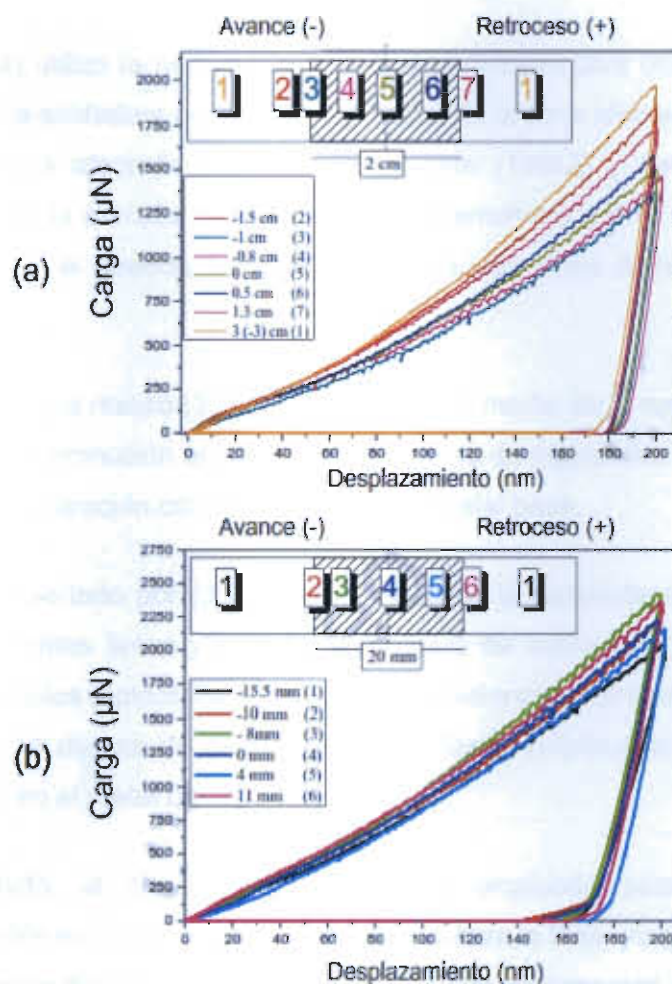 Avance (-) Retroceso (+)
1 2 3 4 5 6 7 1
2 cm
-1.5 cm (2)
-1 cm (3)
-0.8 cm (4)
0 cm (5)
0.5 cm (6)
1.3 cm (7)
3 (-3) cm (1)
(a)
Carga (µN)
2000
1750
1500
1250
1000
750
500
250
0
0 20 40 60 80 100 120 140 160 180 200
Desplazamiento (nm)
Avance (-) Retroceso (+)
1 2 3 4 5 6 1
20 mm
-15.5 mm (1)
-10 mm (2)
- 8mm (3)
0 mm (4)
4 mm (5)
11 mm (6)
(b)
Carga (µN)
2750
2500
2250
2000
1750
1500
1250
1000
750
500
250
0
0 20 40 60 80 100 120 140 160 180 200
Desplazamiento (nm)